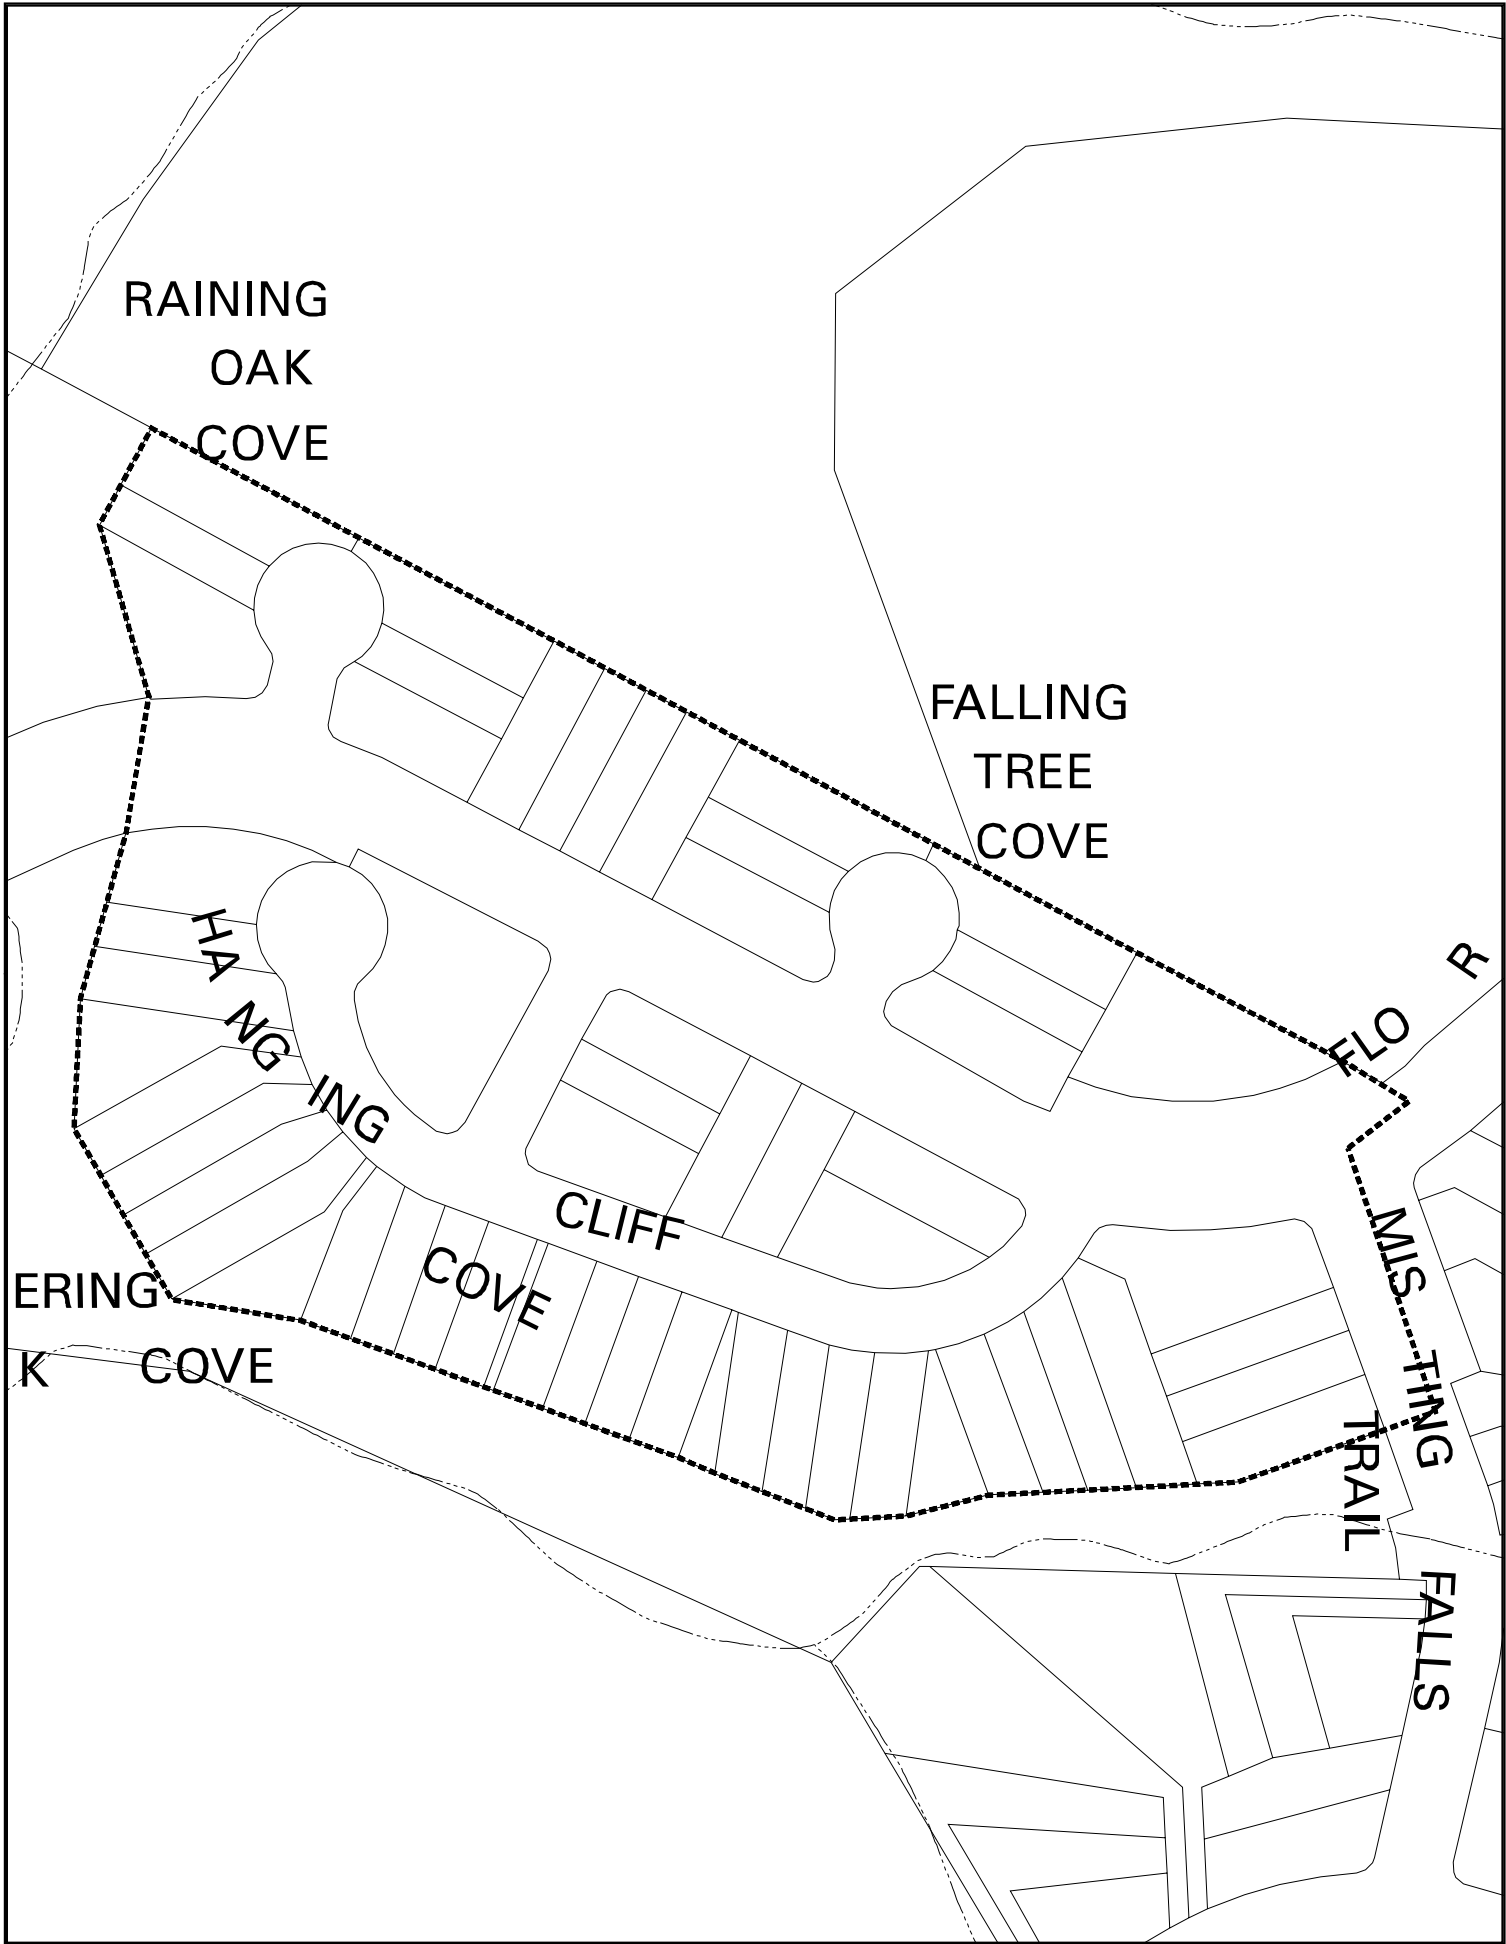 RAINING
OAK
COVE
FALLING
TREE
COVE
FLO R
HA NG ING
CLIFF
COVE
ERING
K COVE
MIS TING
TRAIL
FALLS